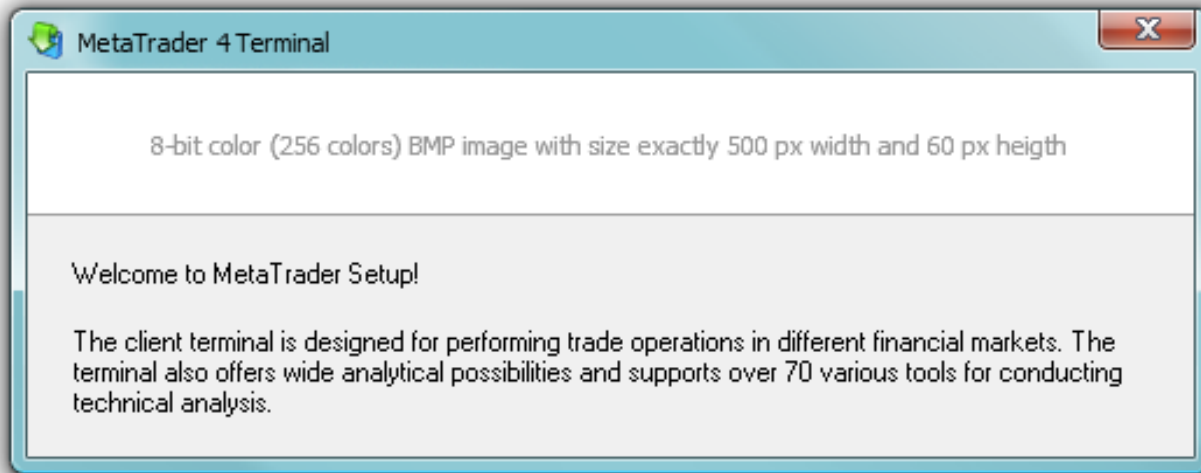 MetaTrader 4 Terminal
8-bit color (256 colors) BMP image with size exactly 500 px width and 60 px heigth
Welcome to MetaTrader Setup!
The client terminal is designed for performing trade operations in different financial markets. The
terminal also offers wide analytical possibilities and supports over 70 various tools for conducting
technical analysis.